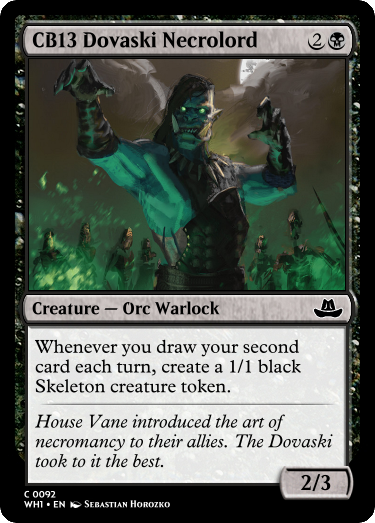 CB13 Dovaski Necrolord 2
Creature — Orc Warlock
Whenever you draw your second
card each turn, create a 1/1 black
Skeleton creature token.
House Vane introduced the art of
necromancy to their allies. The Dovaski
took to it the best.
2/3
C 0092
WH1 • EN Sebastian Horozko